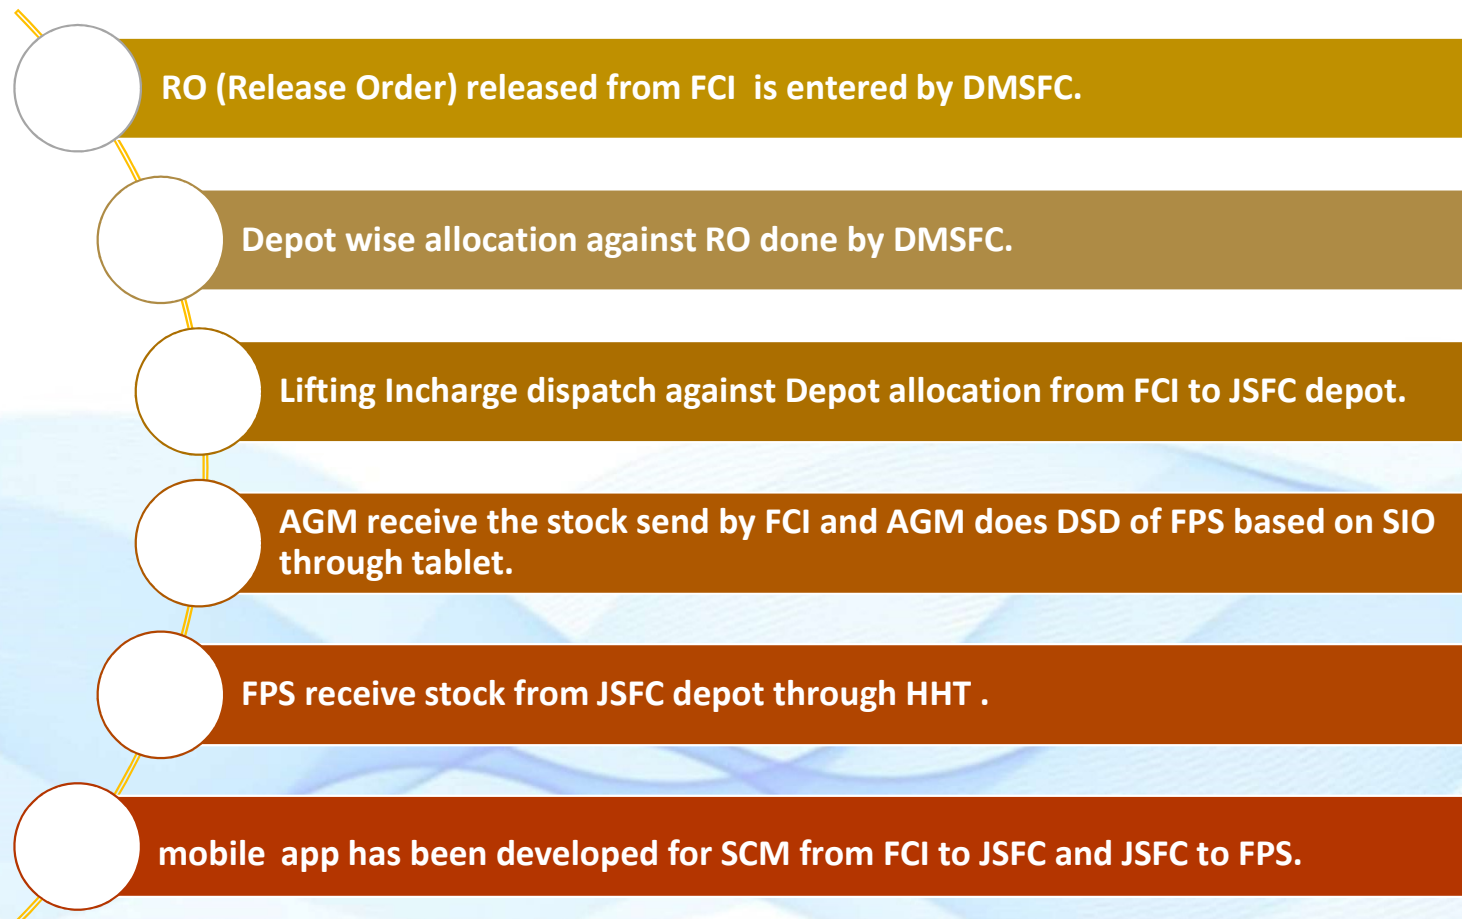 RO (Release Order) released from FCI  is entered by DMSFC.
Depot wise allocation against RO done by DMSFC.
Lifting Incharge dispatch against Depot allocation from FCI to JSFC depot.
AGM receive the stock send by FCI and AGM does DSD of FPS based on SIO
through tablet.
FPS receive stock from JSFC depot through HHT .
mobile  app has been developed for SCM from FCI to JSFC and JSFC to FPS.